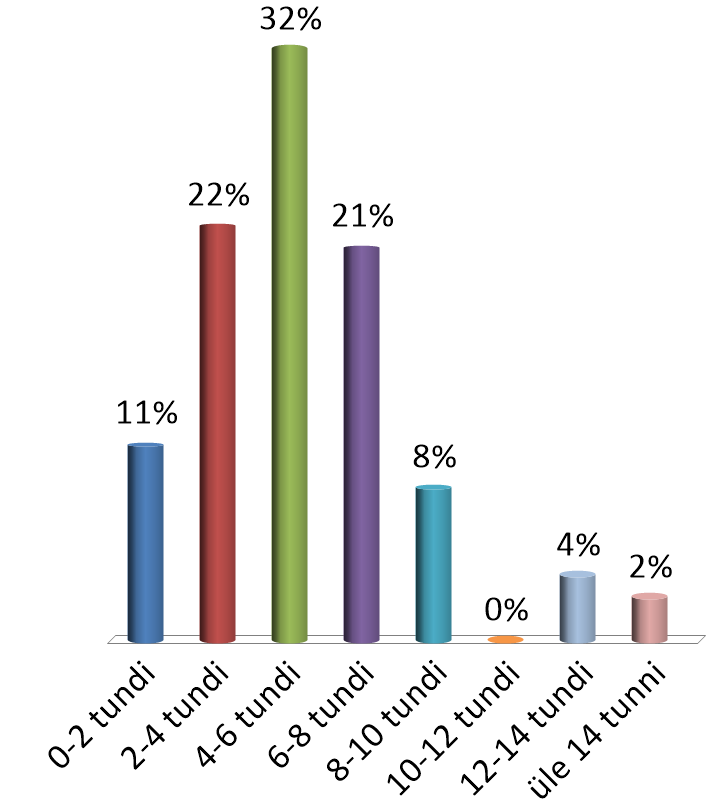 32%
22%
21%
11%
8%
4%
2%
0%
0-2 tundi
2-4 tundi
4-6 tundi
6-8 tundi
8-10 tundi
10-12 tundi
12-14 tundi
üle 14 tunni